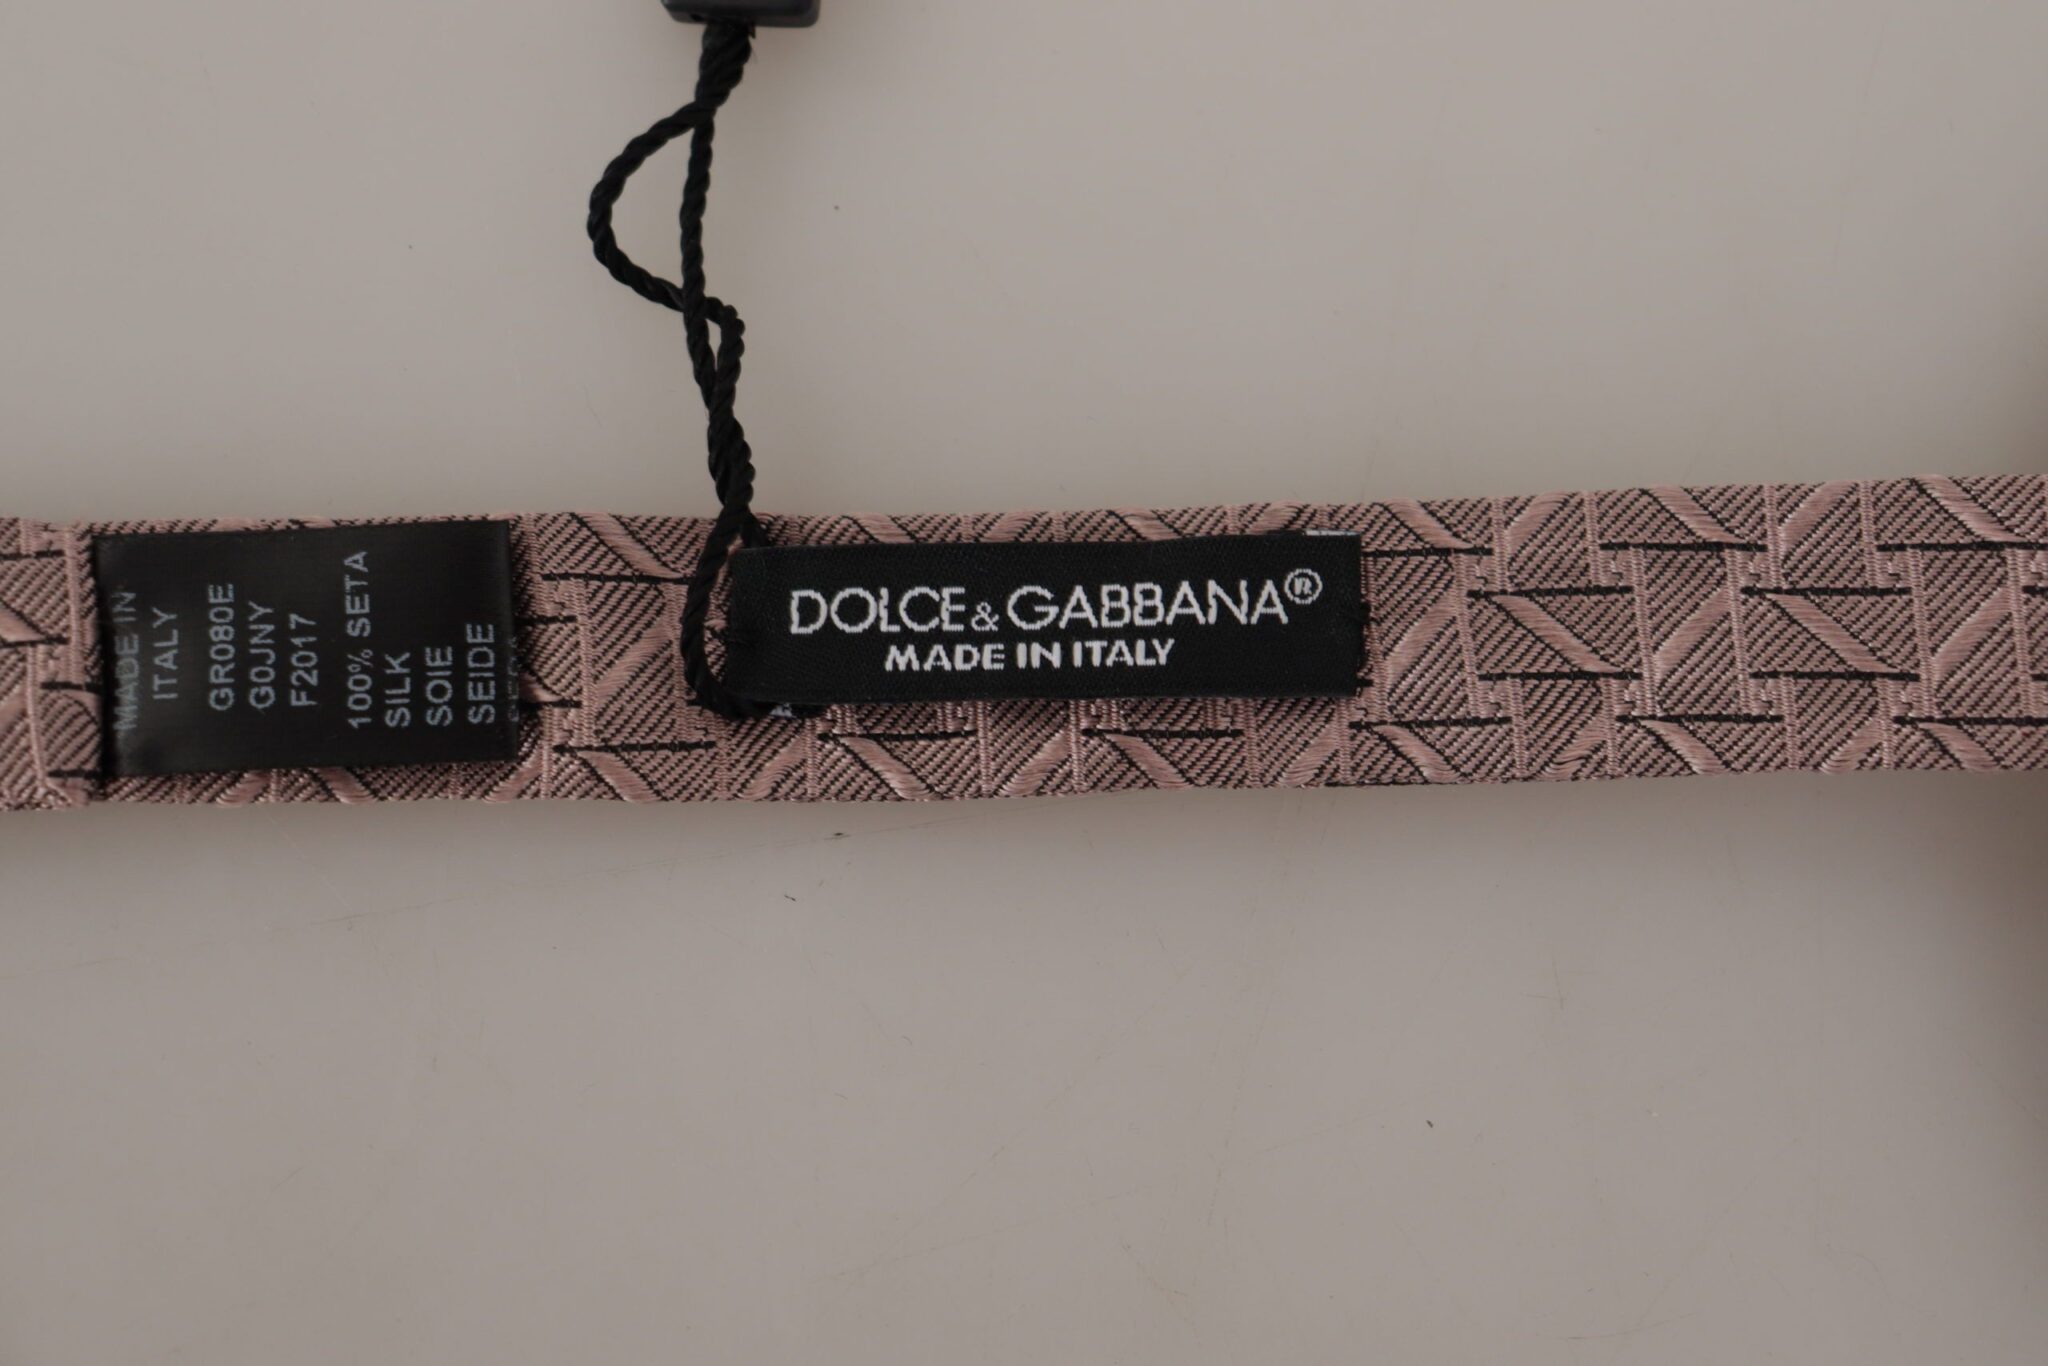 MADE IN
ITALY
GR080E
G0JNY
F2017
100% SETA
SILK
SOIE
SEIDE
DOLCE & GABBANA®
MADE IN ITALY